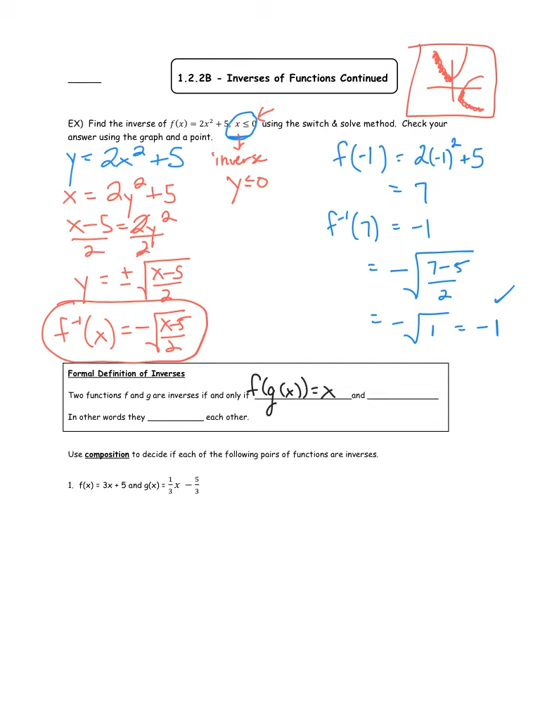 1.2.2B - Inverses of Functions Continued
EX) Find the inverse of f(x) = 2x² + 5, x ≤ 0 using the switch & solve method. Check your
answer using the graph and a point.
y = 2x² + 5
x = 2y² + 5
x-5/2 = 2y²/2
y = ± √(x-5/2)
f⁻¹(x) = - √(x-5/2)
inverse
y ≤ 0
f(-1) = 2(-1)² + 5
= 7
f⁻¹(7) = -1
= - √(7-5/2)
= - √1 = -1 ✓
Formal Definition of Inverses
Two functions f and g are inverses if and only if f(g(x)) = x and ________
In other words they ________ each other.
Use composition to decide if each of the following pairs of functions are inverses.
1. f(x) = 3x + 5 and g(x) = 1/3 x - 5/3